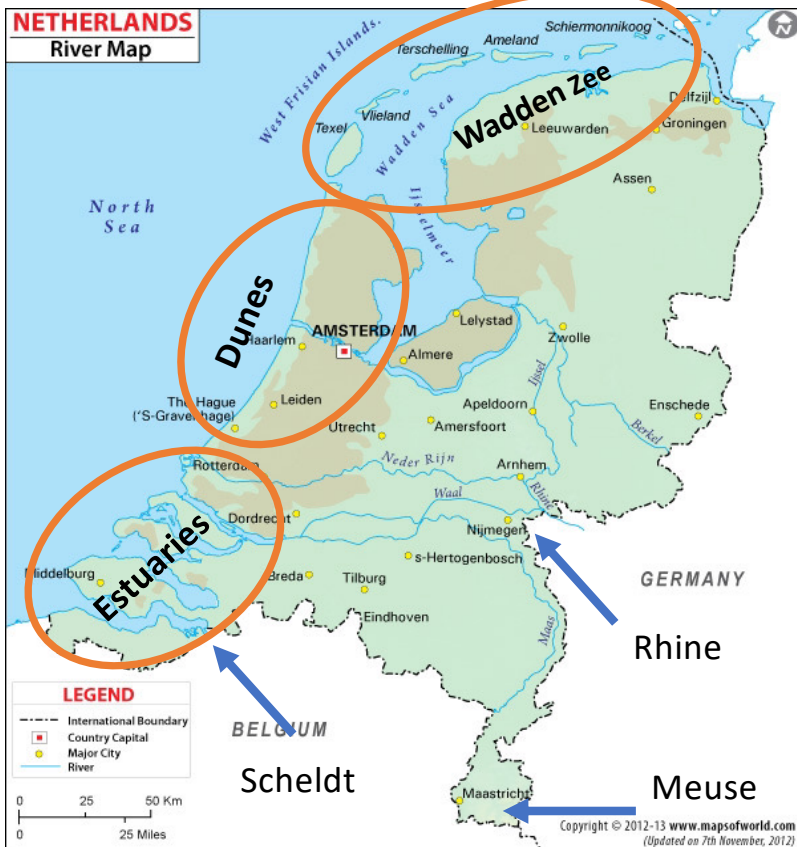 NETHERLANDS
River Map
Schiermonnikoog
Ameland
Terschelling
West Frisian Islands.
Vlieland
Texel
Wadden Sea
Wadden Zee
N
Delfzijl
Leeuwarden
Groningen
Assen
North
Sea
Ijsselmeer
Dunes
Lelystad
AMSTERDAM
Haarlem
Almere
Zwolle
Ijssel
The Hague
('S-Gravenhage)
Leiden
Apeldoorn
Enschede
Utrecht
Amersfoort
Berkel
Rotterdam
Neder Rijn
Arnhem
Rhine
Waal
Dordrecht
Nijmegen
Estuaries
Middelburg
s-Hertogenbosch
Breda
Tilburg
GERMANY
Eindhoven
Maas
Rhine
LEGEND
International Boundary
Country Capital
Major City
River
BELGIUM
Scheldt
Meuse
Maastricht
0 25 50 Km
0 25 Miles
Copyright © 2012-13 www.mapsofworld.com
(Updated on 7th November, 2012)